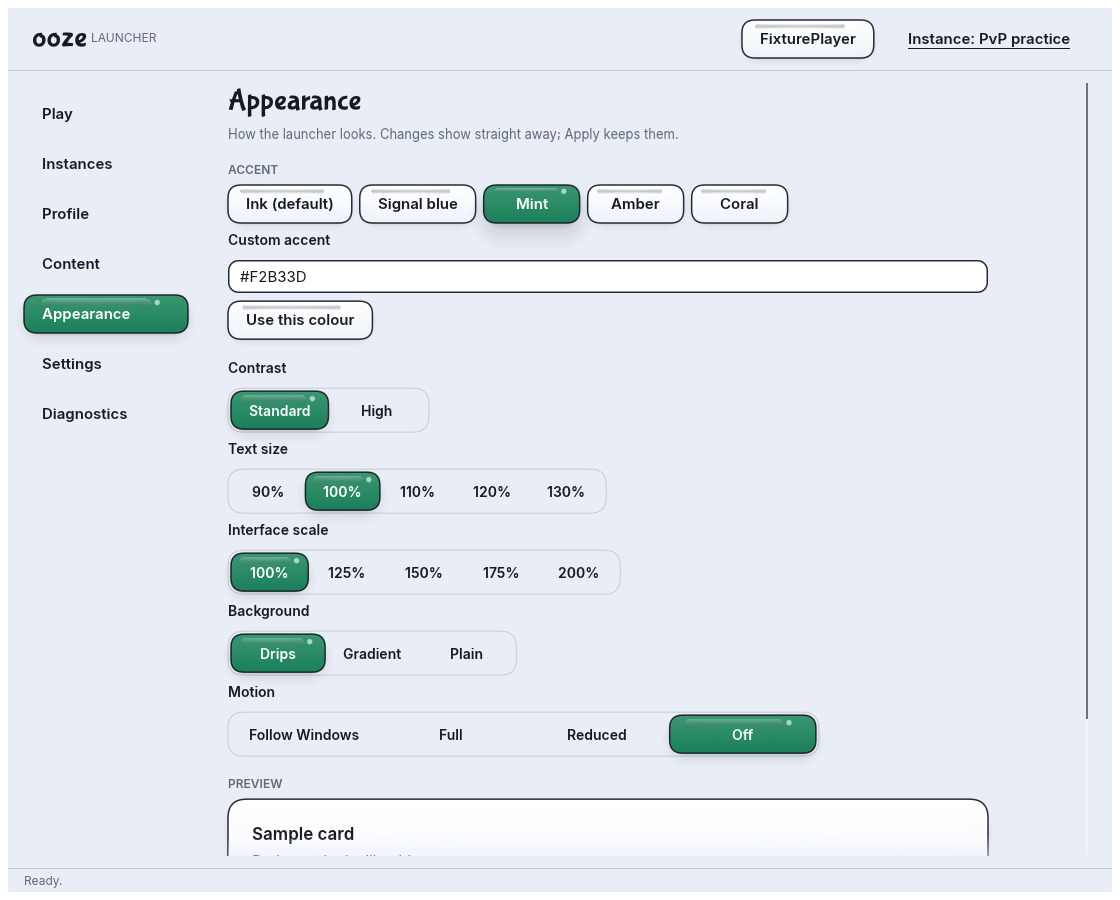 ooze LAUNCHER
FixturePlayer
Instance: PvP practice
Play
Instances
Profile
Content
Appearance
Settings
Diagnostics
Appearance
How the launcher looks. Changes show straight away; Apply keeps them.
ACCENT
Ink (default) Signal blue Mint Amber Coral
Custom accent
#F2B33D
Use this colour
Contrast
Standard High
Text size
90% 100% 110% 120% 130%
Interface scale
100% 125% 150% 175% 200%
Background
Drips Gradient Plain
Motion
Follow Windows Full Reduced Off
PREVIEW
Sample card
Ready.